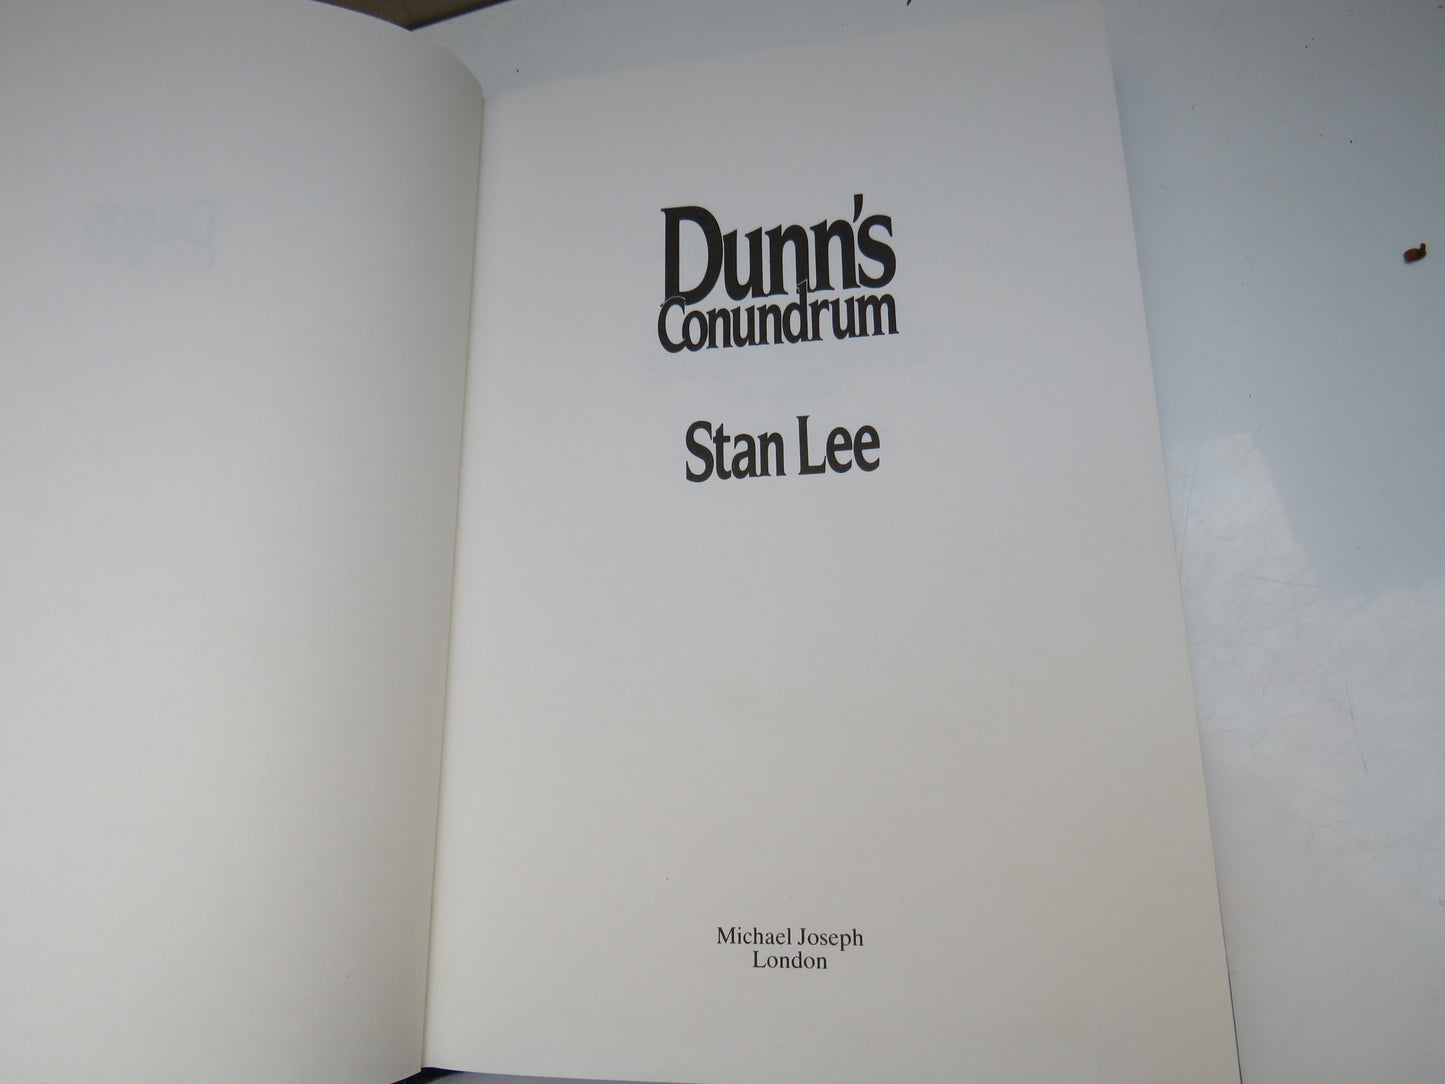 Dunn's
Conundrum
Stan Lee
Michael Joseph
London